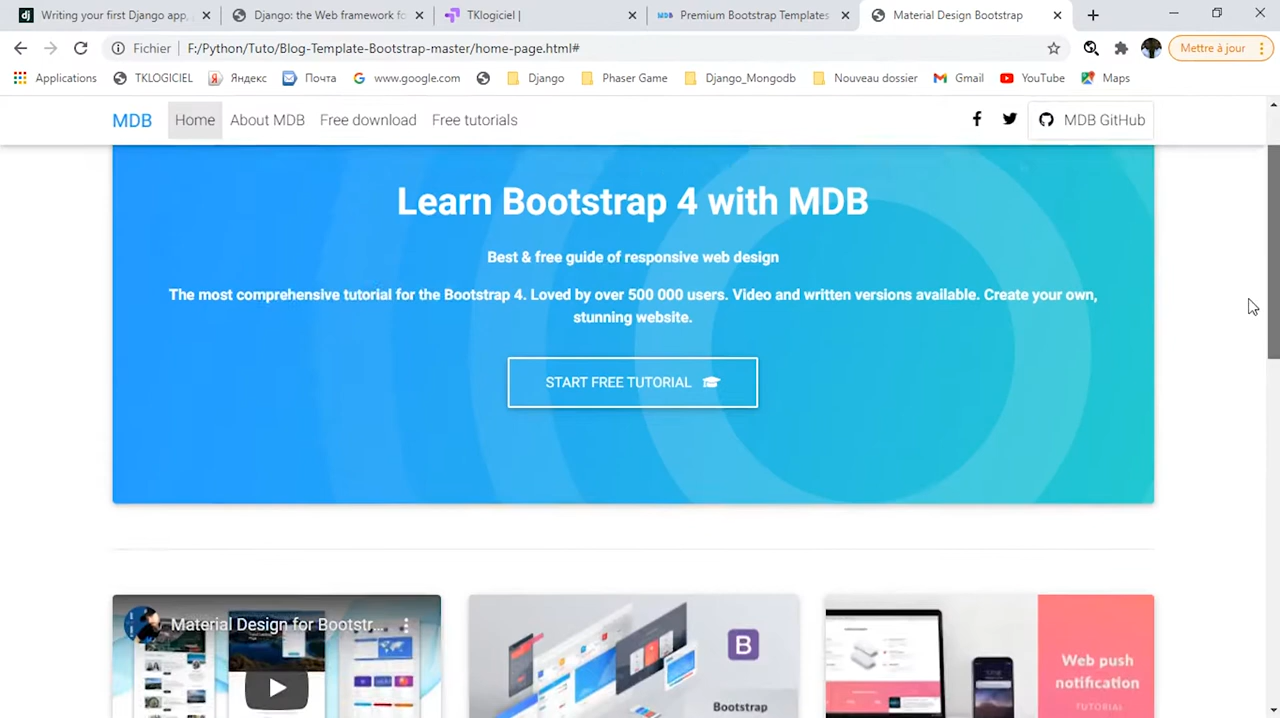 dj Writing your first Django app,
Django: the Web framework fo
TKlogiciel |
MDB Premium Bootstrap Templates
Material Design Bootstrap
Fichier F:/Python/Tuto/Blog-Template-Bootstrap-master/home-page.html#
Mettre à jour
Applications TKLOGICIEL Яндекс Почта www.google.com Django Phaser Game Django_Mongodb Nouveau dossier Gmail YouTube Maps
MDB Home About MDB Free download Free tutorials MDB GitHub
Learn Bootstrap 4 with MDB
Best & free guide of responsive web design
The most comprehensive tutorial for the Bootstrap 4. Loved by over 500 000 users. Video and written versions available. Create your own,
stunning website.
START FREE TUTORIAL
Material Design for Bootstr...
B
Bootstrap
Web push
notification
TUTORIAL